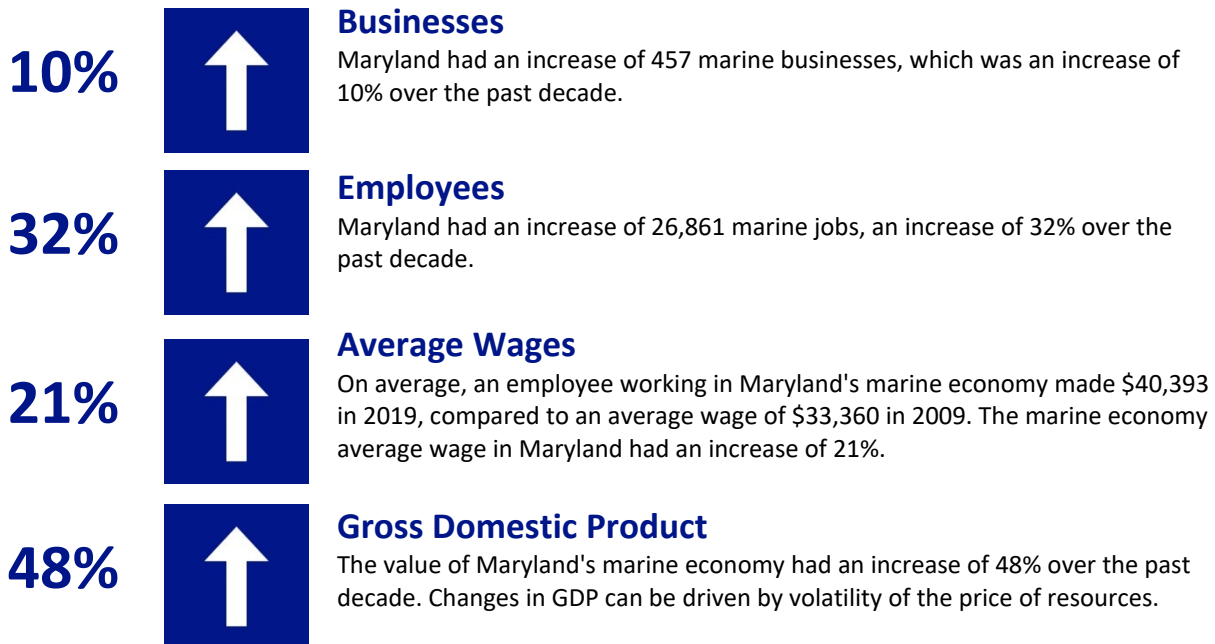 10%
Businesses
Maryland had an increase of 457 marine businesses, which was an increase of
10% over the past decade.
32%
Employees
Maryland had an increase of 26,861 marine jobs, an increase of 32% over the
past decade.
21%
Average Wages
On average, an employee working in Maryland's marine economy made $40,393
in 2019, compared to an average wage of $33,360 in 2009. The marine economy
average wage in Maryland had an increase of 21%.
48%
Gross Domestic Product
The value of Maryland's marine economy had an increase of 48% over the past
decade. Changes in GDP can be driven by volatility of the price of resources.